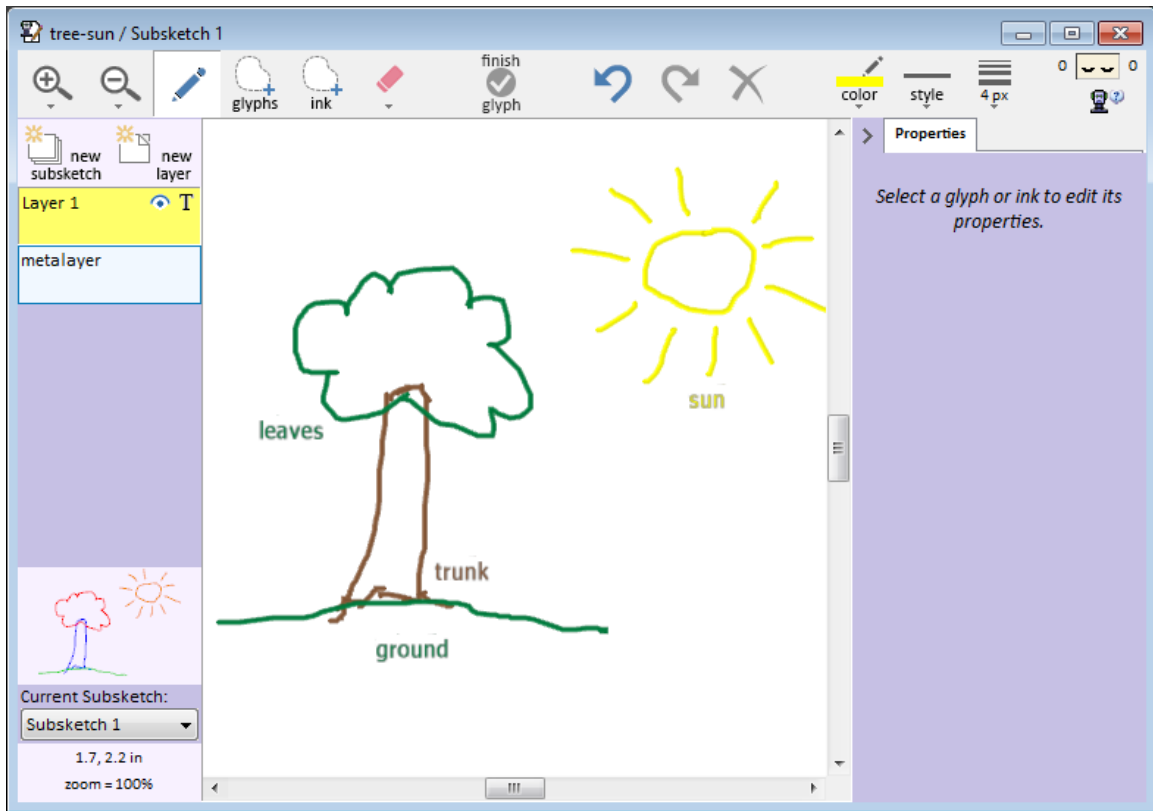 tree-sun / Subsketch 1
finish
glyph
glyphs
ink
color
style
4 px
0
0
new
subsketch
new
layer
Layer 1
T
metalayer
Properties
Select a glyph or ink to edit its
properties.
sun
leaves
trunk
ground
Current Subsketch:
Subsketch 1
1.7, 2.2 in
zoom = 100%